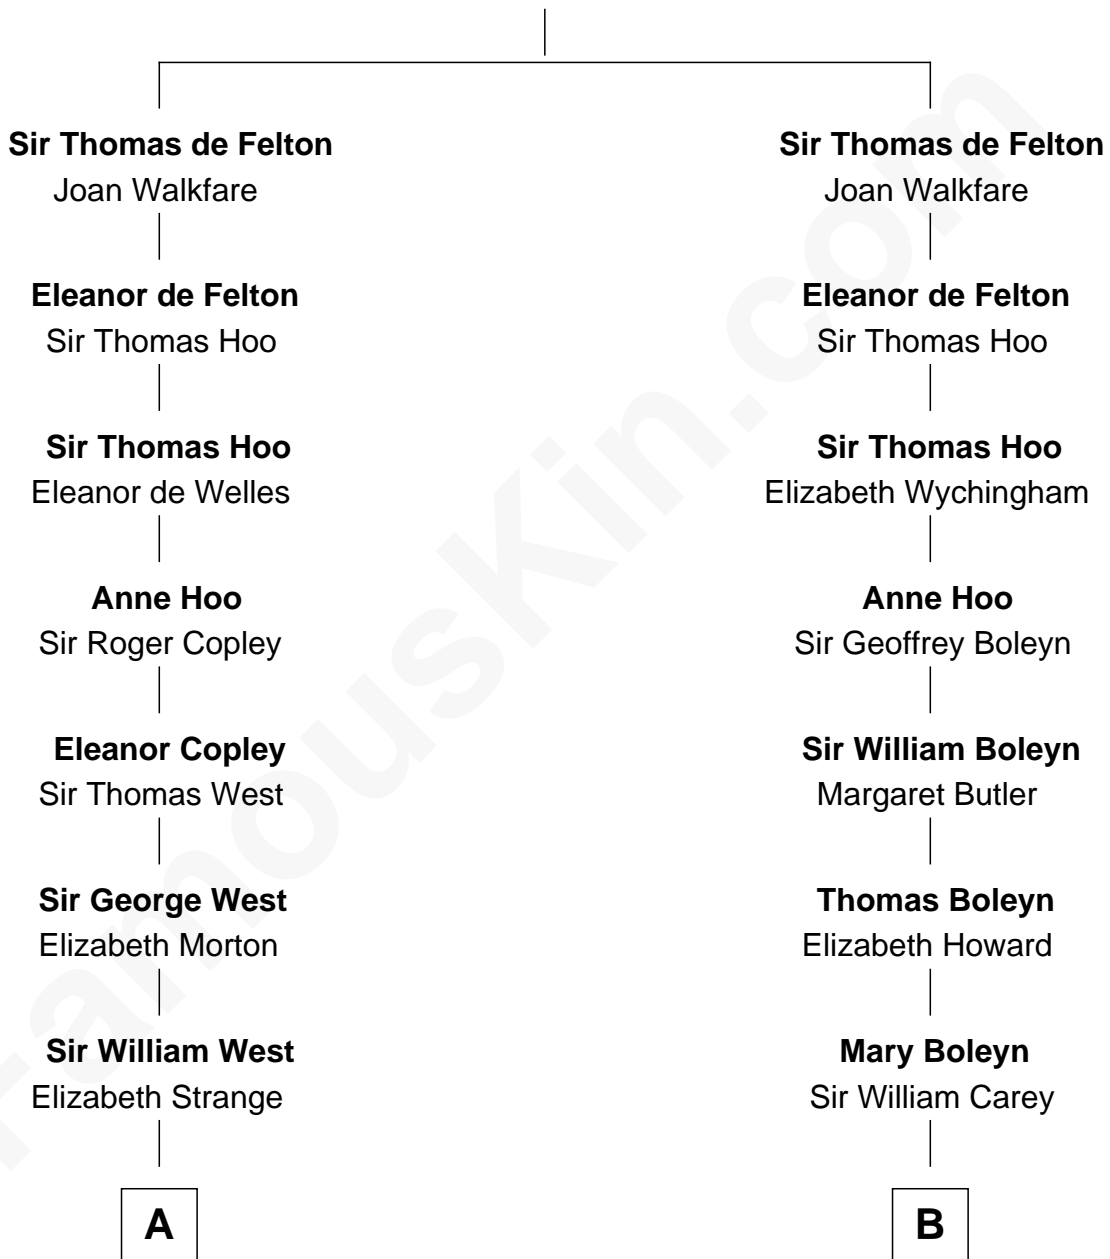 Sir Thomas de Felton
Joan Walkfare
Eleanor de Felton
Sir Thomas Hoo
Sir Thomas Hoo
Eleanor de Welles
Anne Hoo
Sir Roger Copley
Eleanor Copley
Sir Thomas West
Sir George West
Elizabeth Morton
Sir William West
Elizabeth Strange
A
Sir Thomas de Felton
Joan Walkfare
Eleanor de Felton
Sir Thomas Hoo
Sir Thomas Hoo
Elizabeth Wychingham
Anne Hoo
Sir Geoffrey Boleyn
Sir William Boleyn
Margaret Butler
Thomas Boleyn
Elizabeth Howard
Mary Boleyn
Sir William Carey
B
FamousKin.com